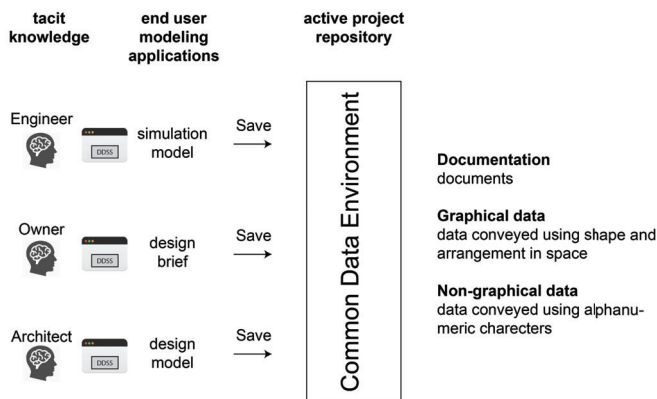 tacit
knowledge
end user
modeling
applications
active project
repository
Engineer
DDSS
simulation
model
Save
Owner
DDSS
design
brief
Save
Architect
DDSS
design
model
Save
Common Data Environment
Documentation
documents
Graphical data
data conveyed using shape and
arrangement in space
Non-graphical data
data conveyed using alphanu-
meric charecters